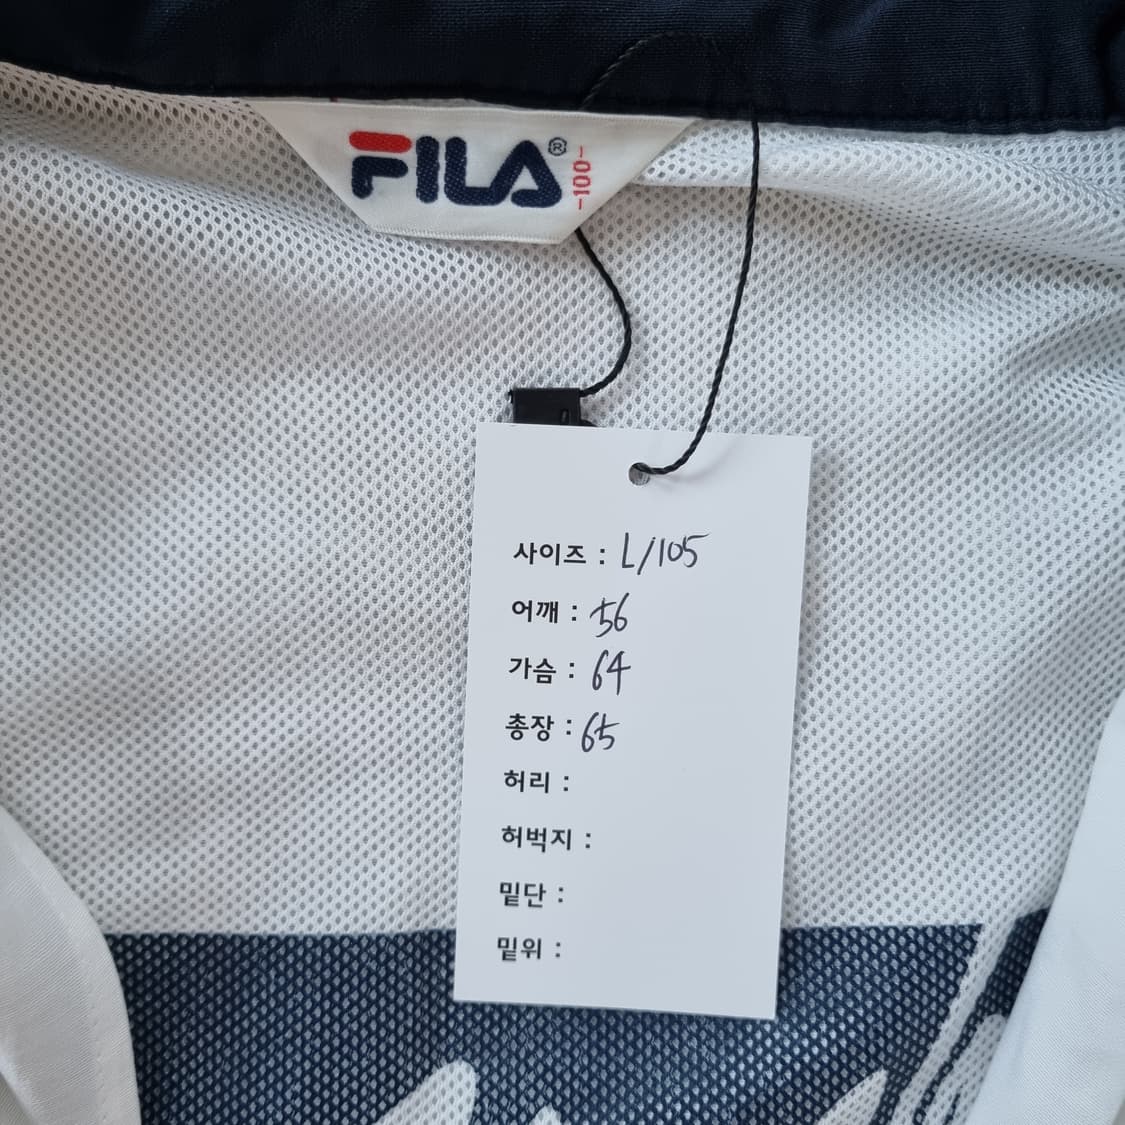 FILA®
-100-
사이즈 : L/105
어깨 : 56
가슴 : 64
총장 : 65
허리 :
허벅지 :
밑단 :
밑위 :